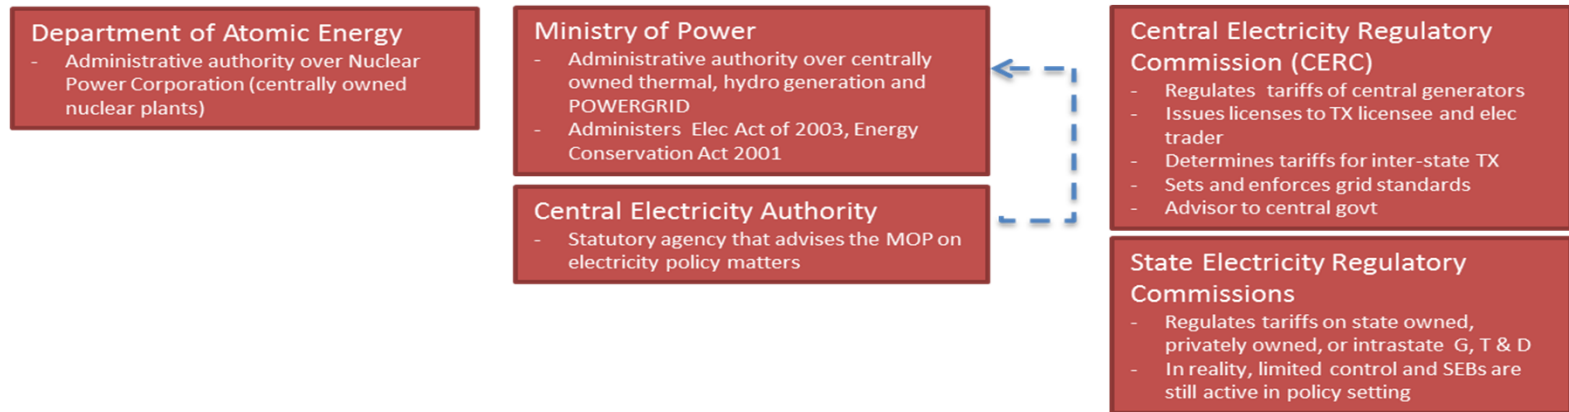 Department of Atomic Energy
- Administrative authority over Nuclear
Power Corporation (centrally owned
nuclear plants)
Ministry of Power
- Administrative authority over centrally
owned thermal, hydro generation and
POWERGRID
- Administers Elec Act of 2003, Energy
Conservation Act 2001
Central Electricity Authority
- Statutory agency that advises the MOP on
electricity policy matters
Central Electricity Regulatory
Commission (CERC)
- Regulates tariffs of central generators
- Issues licenses to TX licensee and elec
trader
- Determines tariffs for inter-state TX
- Sets and enforces grid standards
- Advisor to central govt
State Electricity Regulatory
Commissions
- Regulates tariffs on state owned,
privately owned, or intrastate G, T & D
- In reality, limited control and SEBs are
still active in policy setting